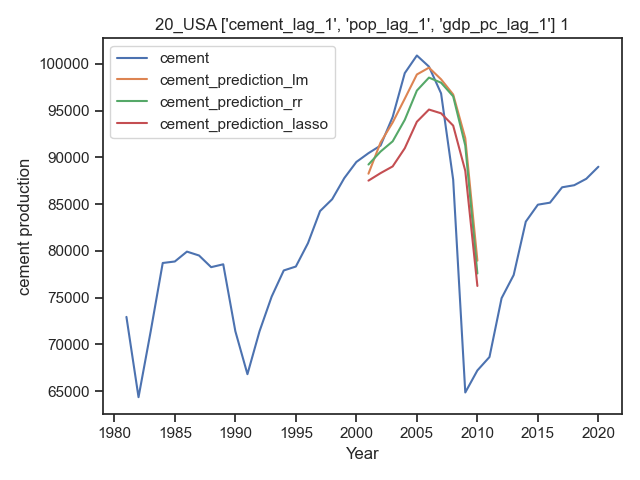 20_USA ['cement_lag_1', 'pop_lag_1', 'gdp_pc_lag_1'] 1
cement
cement_prediction_lm
cement_prediction_rr
cement_prediction_lasso
cement production
100000
95000
90000
85000
80000
75000
70000
65000
1980 1985 1990 1995 2000 2005 2010 2015 2020
Year